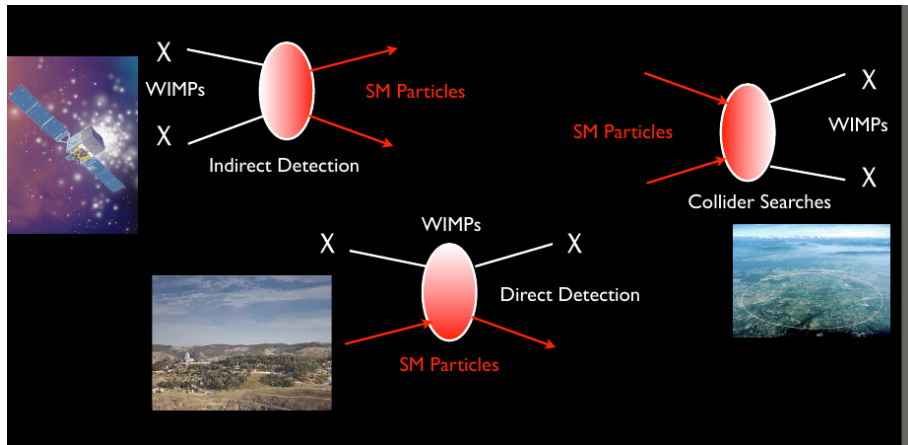 X
WIMPs
X
SM Particles
Indirect Detection
SM Particles
X
WIMPs
X
Collider Searches
WIMPs
X
X
Direct Detection
SM Particles